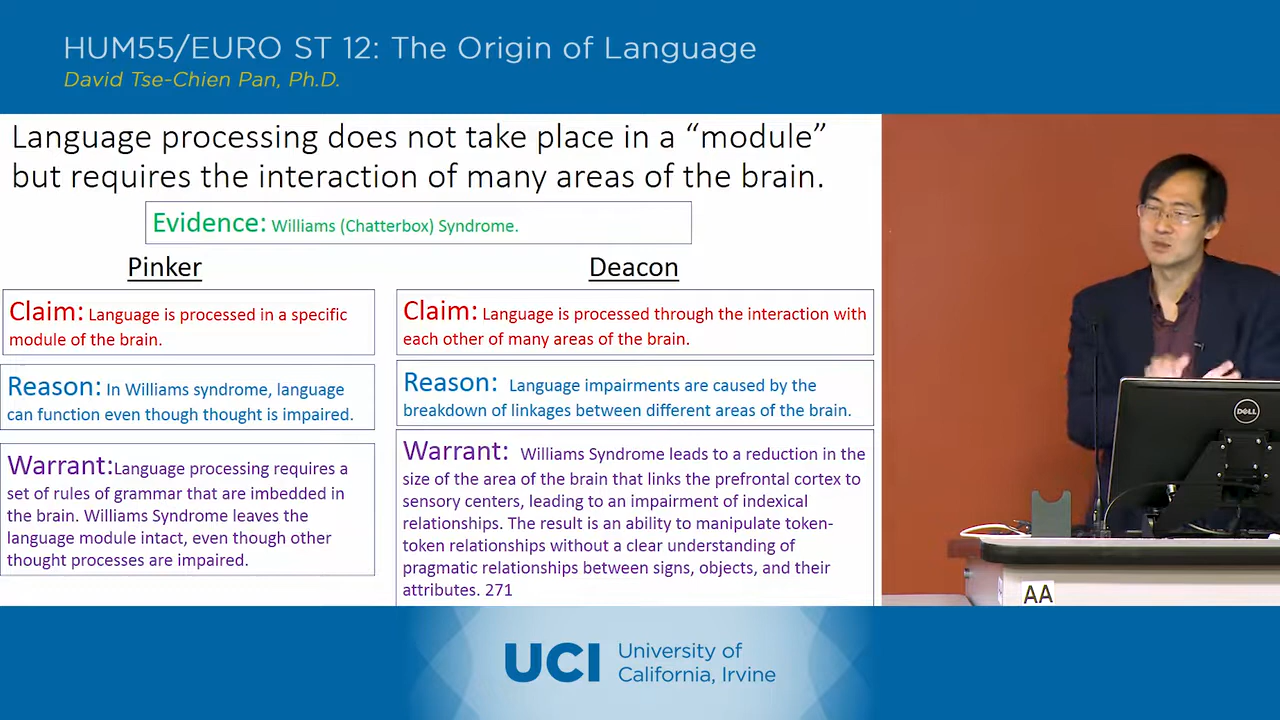 HUM55/EURO ST 12: The Origin of Language
David Tse-Chien Pan, Ph.D.
Language processing does not take place in a “module”
but requires the interaction of many areas of the brain.
Evidence: Williams (Chatterbox) Syndrome.
Pinker
Claim: Language is processed in a specific
module of the brain.
Reason: In Williams syndrome, language
can function even though thought is impaired.
Warrant:Language processing requires a
set of rules of grammar that are imbedded in
the brain. Williams Syndrome leaves the
language module intact, even though other
thought processes are impaired.
Deacon
Claim: Language is processed through the interaction with
each other of many areas of the brain.
Reason: Language impairments are caused by the
breakdown of linkages between different areas of the brain.
Warrant: Williams Syndrome leads to a reduction in the
size of the area of the brain that links the prefrontal cortex to
sensory centers, leading to an impairment of indexical
relationships. The result is an ability to manipulate token-
token relationships without a clear understanding of
pragmatic relationships between signs, objects, and their
attributes. 271
DELL
AA
UCI University of
California, Irvine